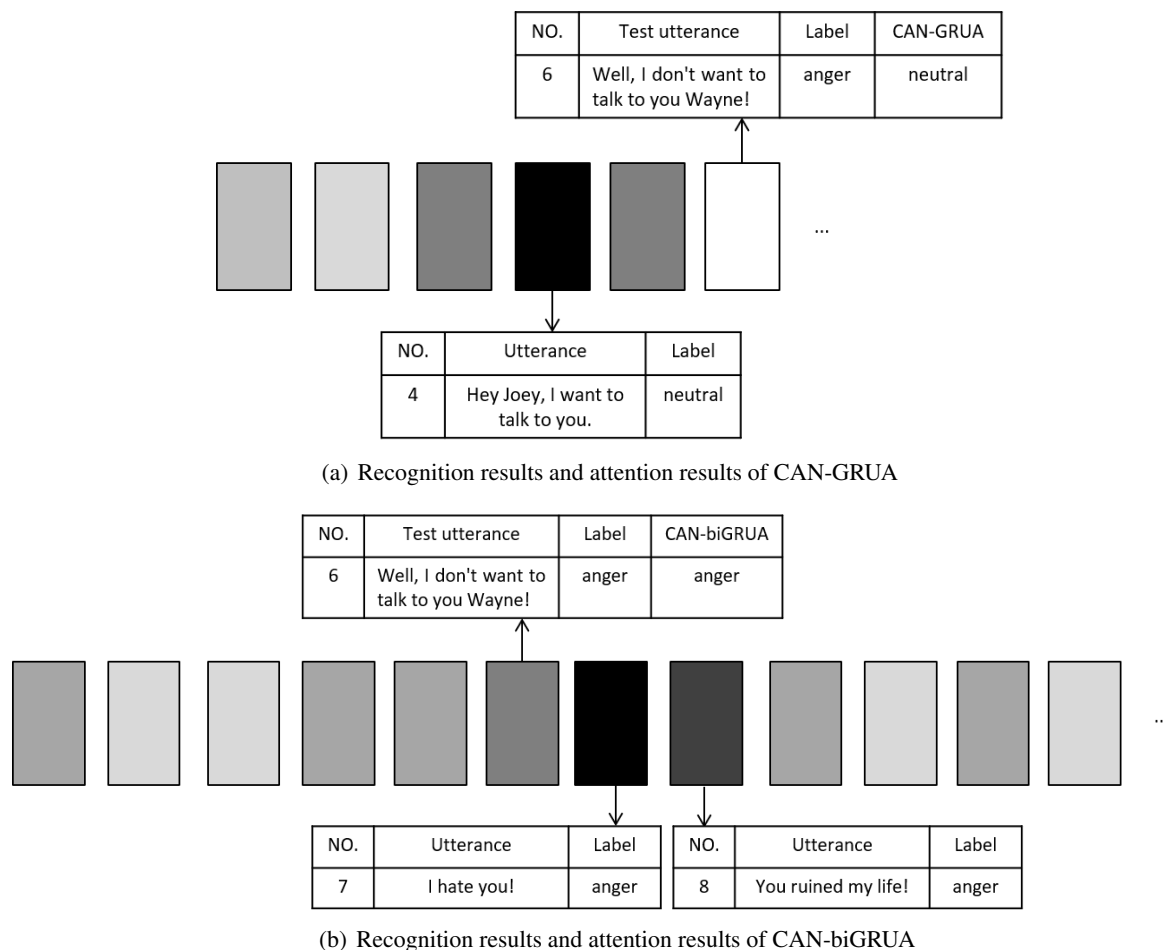 NO. Test utterance Label CAN-GRUA
6 Well, I don't want to anger neutral
talk to you Wayne!
...
NO. Utterance Label
4 Hey Joey, I want to neutral
talk to you.
(a) Recognition results and attention results of CAN-GRUA
NO. Test utterance Label CAN-biGRUA
6 Well, I don't want to anger anger
talk to you Wayne!
..
NO. Utterance Label NO. Utterance Label
7 I hate you! anger 8 You ruined my life! anger
(b) Recognition results and attention results of CAN-biGRUA